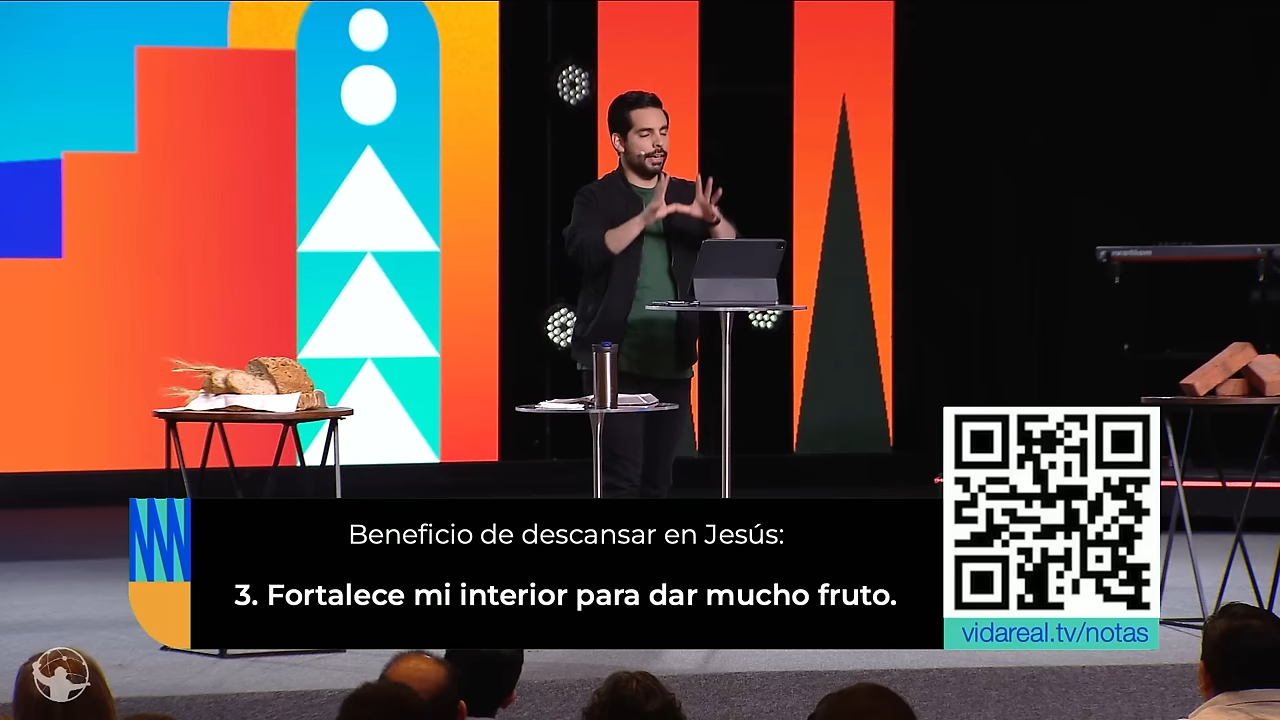 Beneficio de descansar en Jesús:
3. Fortalece mi interior para dar mucho fruto.
vidareal.tv/notas